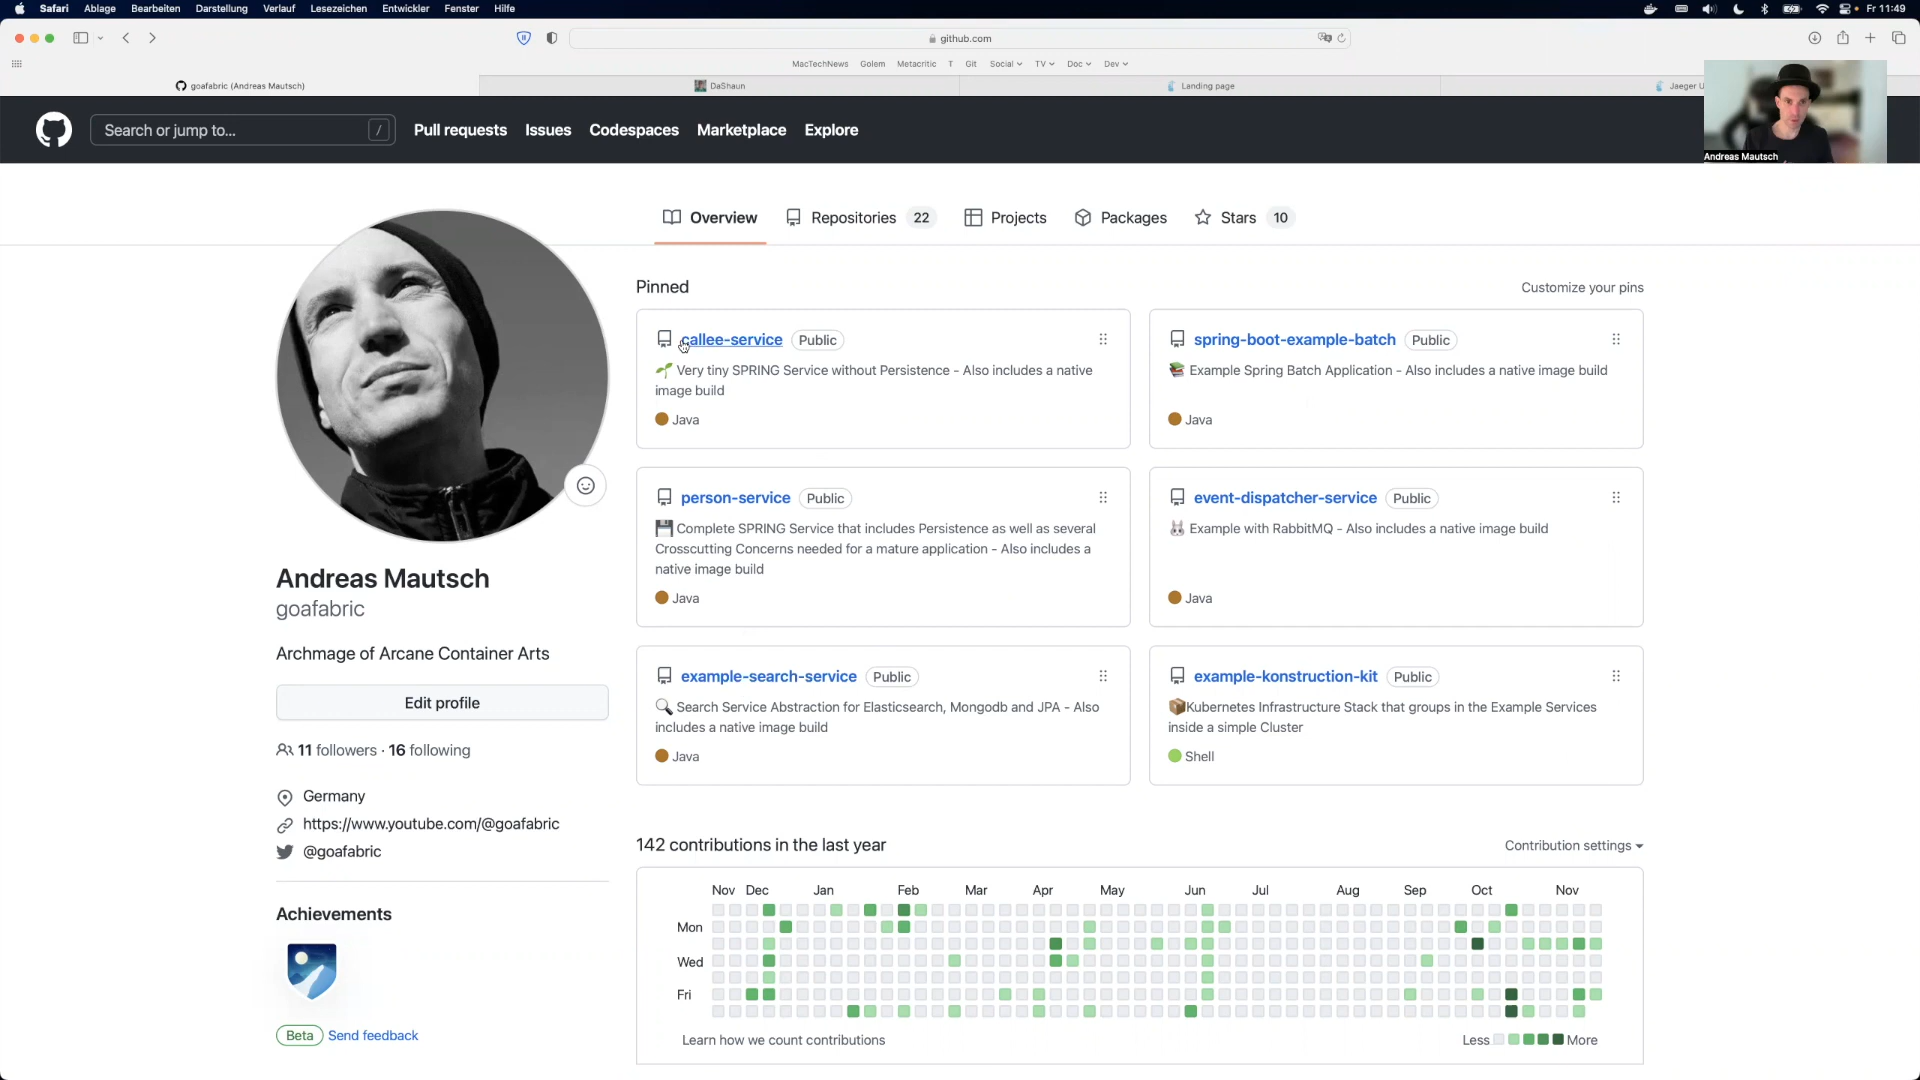 Safari Ablage Bearbeiten Darstellung Verlauf Lesezeichen Entwickler Fenster Hilfe
Fr 11:49
github.com
MacTechNews Golem Metacritic T Git Social TV Doc Dev
goafabric (Andreas Mautsch)
DaShaun
Landing page
Jaeger U
Andreas Mautsch
Search or jump to...
/
Pull requests Issues Codespaces Marketplace Explore
Overview
Repositories 22
Projects
Packages
Stars 10
Pinned
Customize your pins
callee-service Public
Very tiny SPRING Service without Persistence - Also includes a native
image build
Java
spring-boot-example-batch Public
Example Spring Batch Application - Also includes a native image build
Java
person-service Public
Complete SPRING Service that includes Persistence as well as several
Crosscutting Concerns needed for a mature application - Also includes a
native image build
Java
event-dispatcher-service Public
Example with RabbitMQ - Also includes a native image build
Java
example-search-service Public
Search Service Abstraction for Elasticsearch, Mongodb and JPA - Also
includes a native image build
Java
example-konstruction-kit Public
Kubernetes Infrastructure Stack that groups in the Example Services
inside a simple Cluster
Shell
Andreas Mautsch
goafabric
Archmage of Arcane Container Arts
Edit profile
11 followers · 16 following
Germany
https://www.youtube.com/@goafabric
@goafabric
Achievements
Beta Send feedback
142 contributions in the last year
Contribution settings
Nov Dec Jan Feb Mar Apr May Jun Jul Aug Sep Oct Nov
Mon
Wed
Fri
Learn how we count contributions
Less More